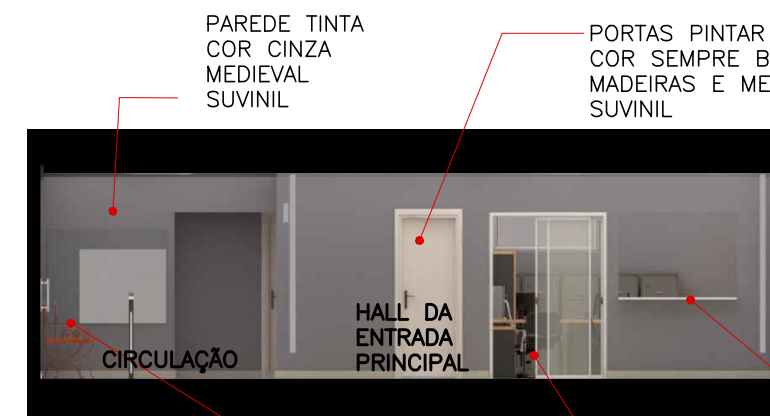 PAREDE TINTA
COR CINZA
MEDIEVAL
SUVINIL
PORTAS PINTAR
COR SEMPRE B
MADEIRAS E ME
SUVINIL
HALL DA
ENTRADA
PRINCIPAL
CIRCULAÇÃO